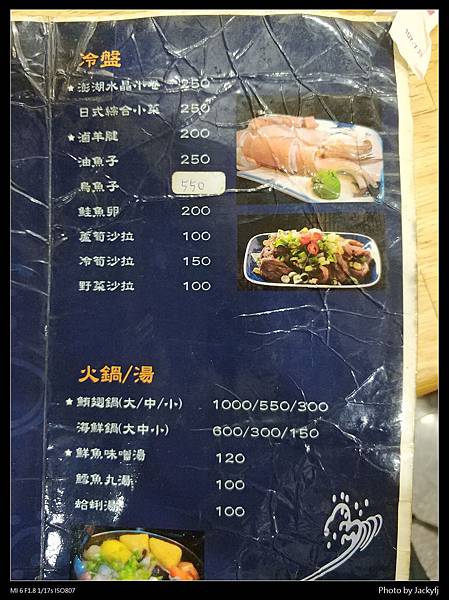 冷盤
★澎湖水晶小卷 250
日式綜合小菜 250
★滷羊腱 200
油魚子 250
烏魚子 550
鮭魚卵 200
蘆筍沙拉 100
冷筍沙拉 150
野菜沙拉 100
火鍋/湯
★鮪翅鍋(大/中/小) 1000/550/300
海鮮鍋(大中小) 600/300/150
★鮮魚味噌湯 120
鱈魚丸湯 100
蛤蜊湯 100
MI 6 F1.8 1/17s ISO807
Photo by Jackyfj